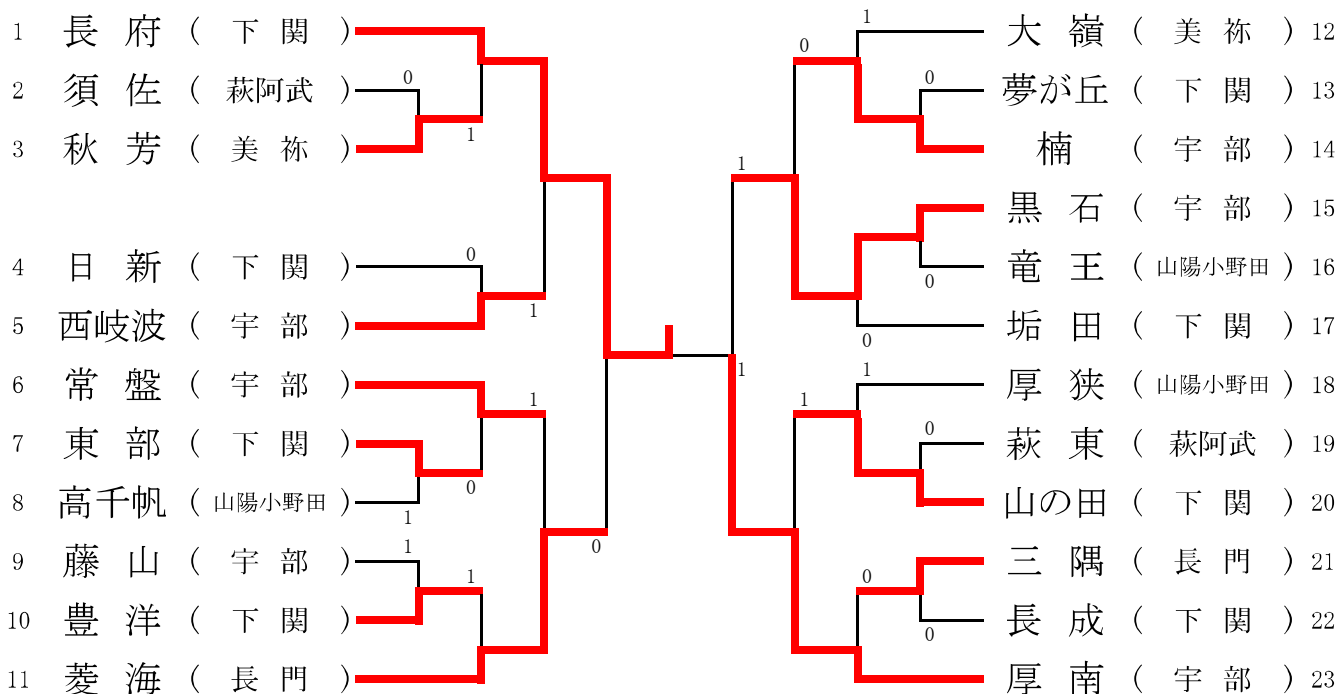 1 長府 ( 下関 )
2 須佐 ( 萩阿武 ) 0
3 秋芳 ( 美祢 ) 1
4 日新 ( 下関 ) 0
5 西岐波 ( 宇部 ) 1
6 常盤 ( 宇部 ) 1
7 東部 ( 下関 ) 0
8 高千帆 ( 山陽小野田 ) 1
9 藤山 ( 宇部 ) 1
10 豊洋 ( 下関 ) 1
11 菱海 ( 長門 )
0
1 大嶺 ( 美祢 ) 12
0
0 夢が丘 ( 下関 ) 13
楠 ( 宇部 ) 14
1
黒石 ( 宇部 ) 15
0 竜王 ( 山陽小野田 ) 16
0 垢田 ( 下関 ) 17
1
1 厚狭 ( 山陽小野田 ) 18
1
0 萩東 ( 萩阿武 ) 19
山の田 ( 下関 ) 20
0 三隅 ( 長門 ) 21
0 長成 ( 下関 ) 22
厚南 ( 宇部 ) 23